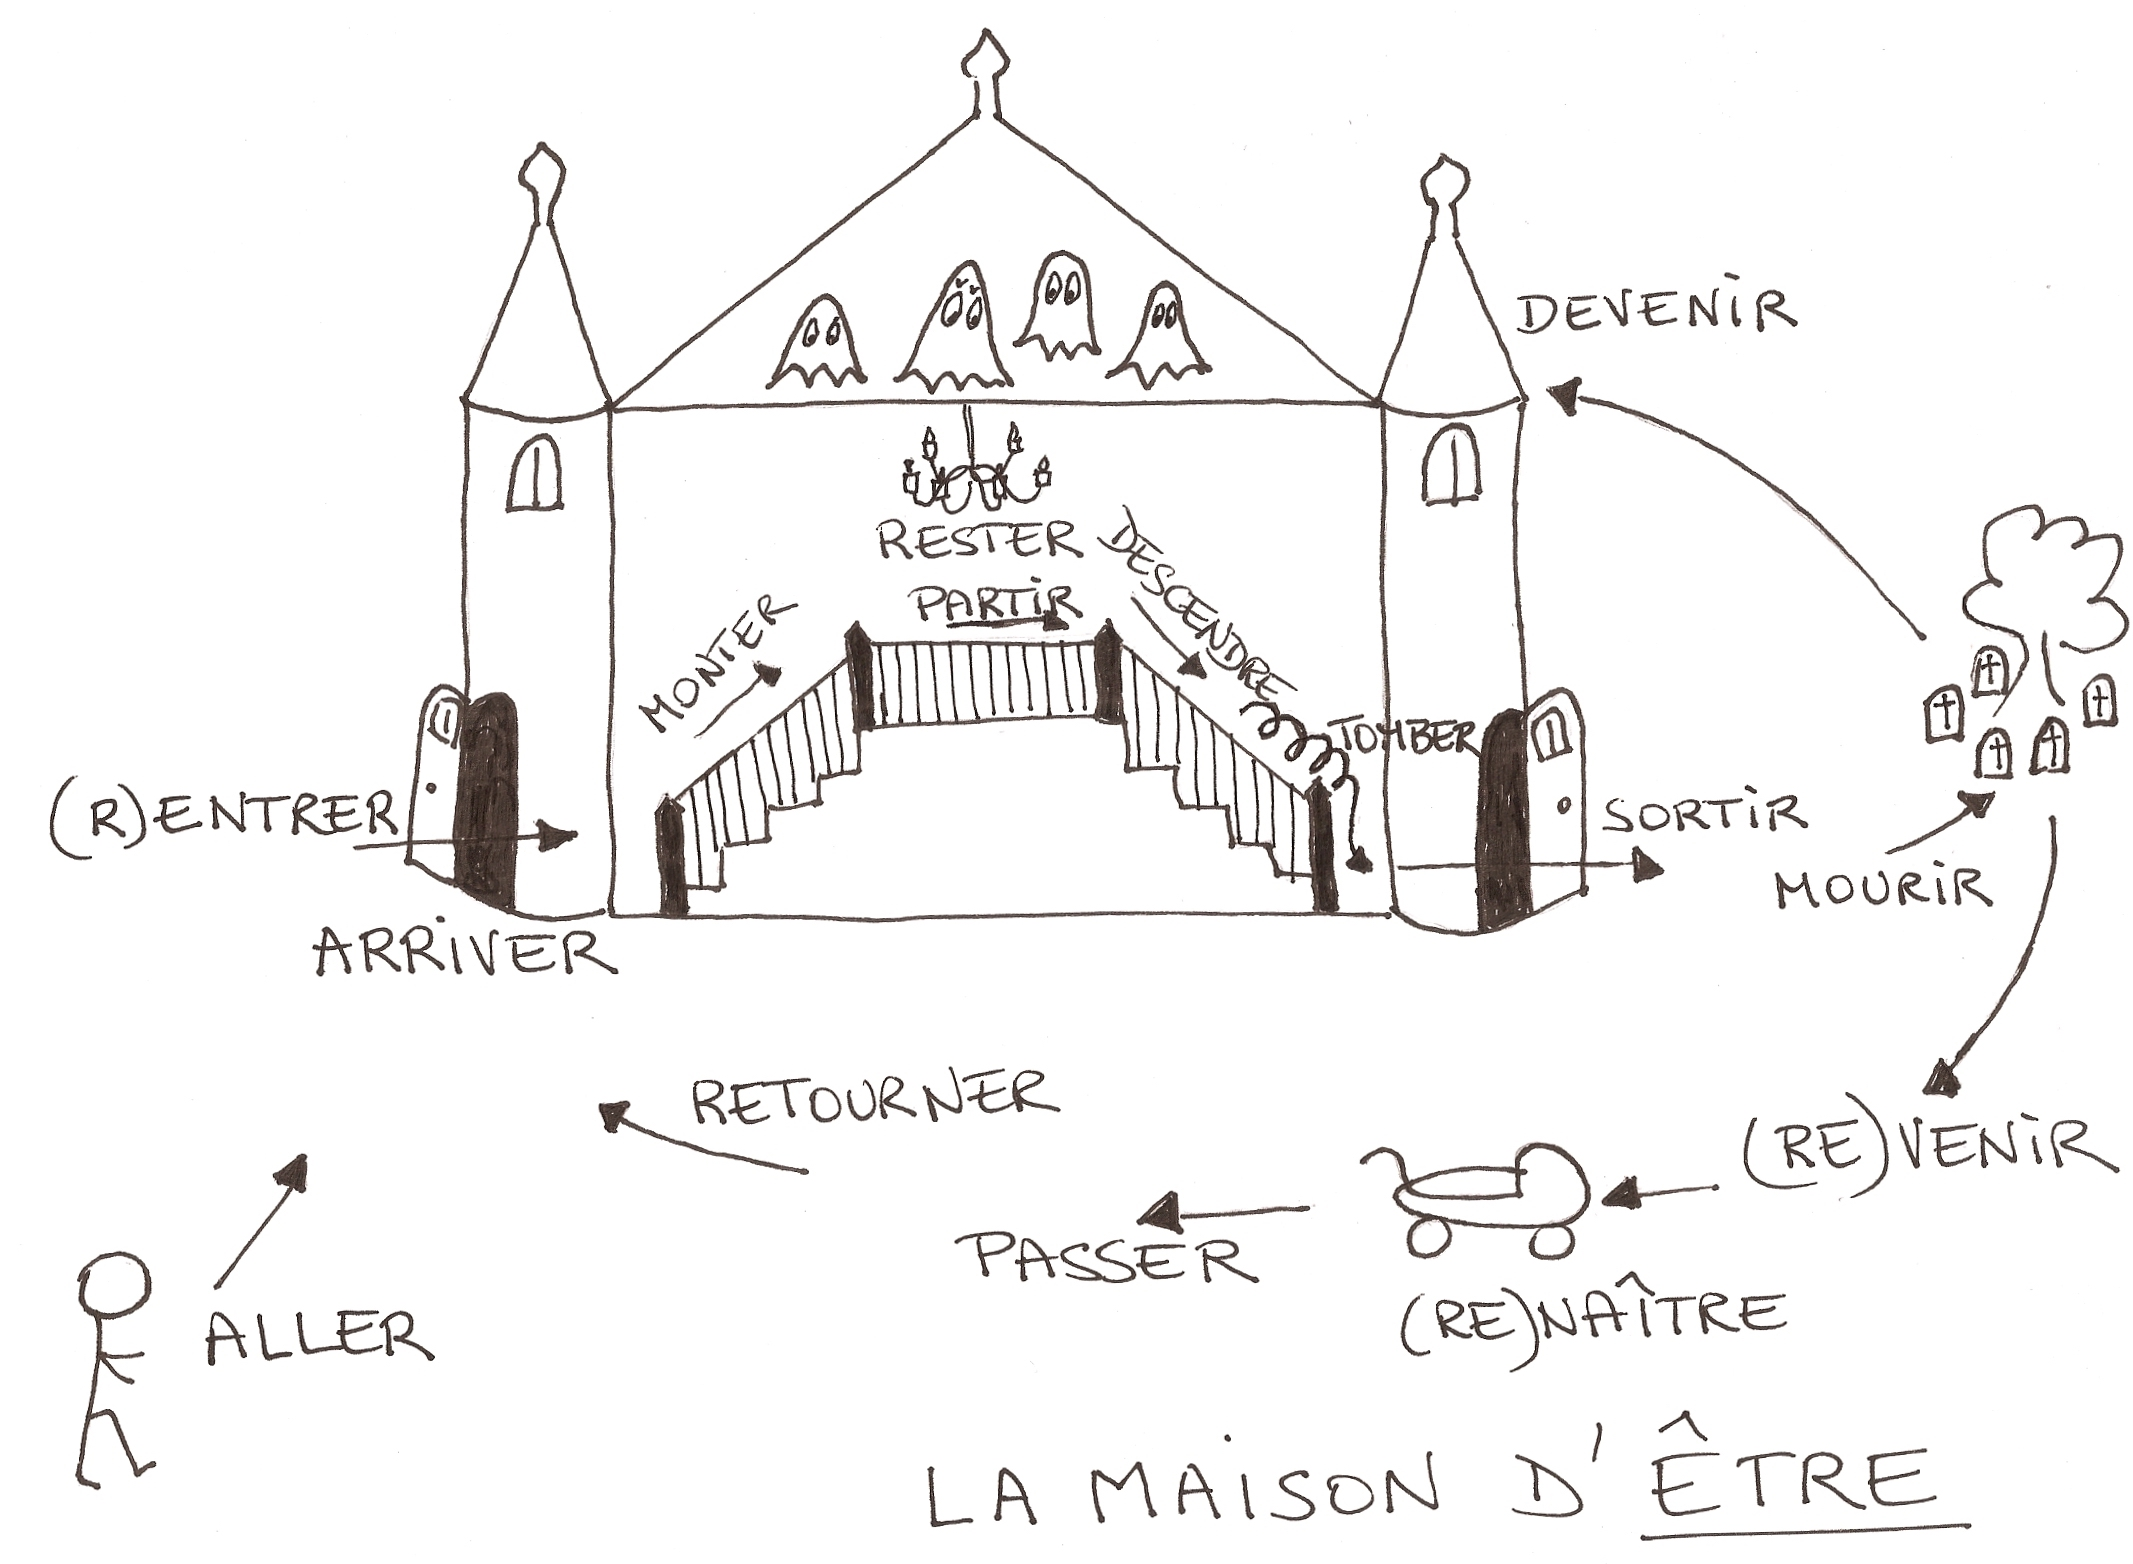 DEVENIR
RESTER
PARTIR
MONTER
DESCENDRE
TOMBER
(R)ENTRER
SORTIR
MOURIR
ARRIVER
RETOURNER
(RE)VENIR
PASSER
(RE)NAÎTRE
ALLER
LA MAISON D'ÊTRE